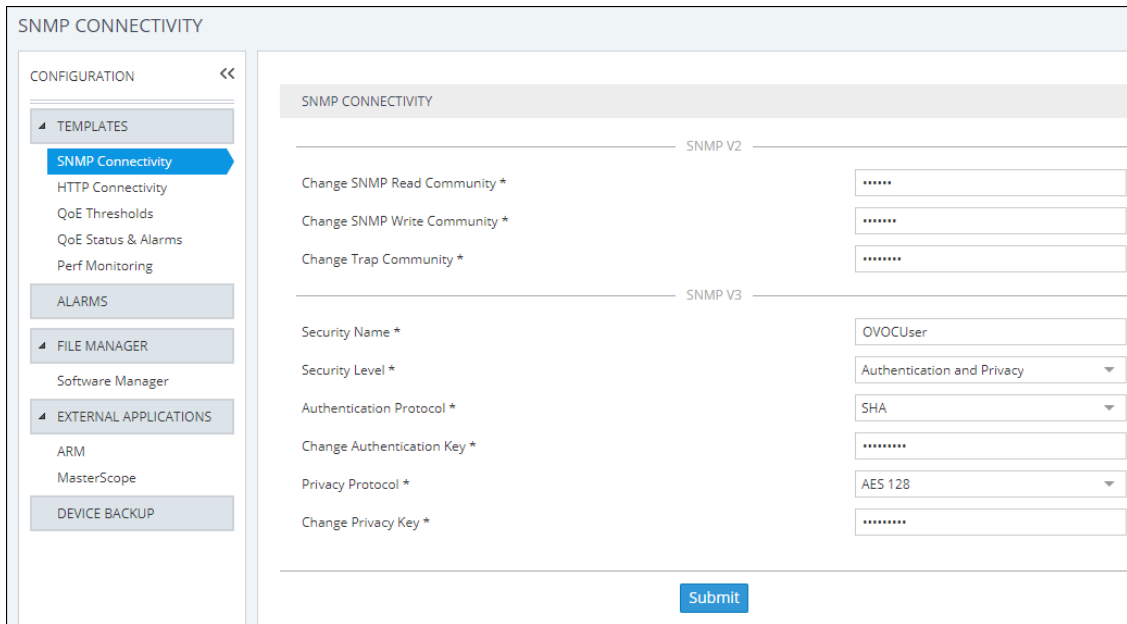 SNMP CONNECTIVITY
CONFIGURATION
TEMPLATES
SNMP Connectivity
HTTP Connectivity
QoE Thresholds
QoE Status & Alarms
Perf Monitoring
ALARMS
FILE MANAGER
Software Manager
EXTERNAL APPLICATIONS
ARM
MasterScope
DEVICE BACKUP
SNMP CONNECTIVITY
SNMP V2
Change SNMP Read Community * ••••••
Change SNMP Write Community * •••••••
Change Trap Community * ••••••••
SNMP V3
Security Name * OVOCUser
Security Level * Authentication and Privacy
Authentication Protocol * SHA
Change Authentication Key * •••••••••
Privacy Protocol * AES 128
Change Privacy Key * •••••••••
Submit